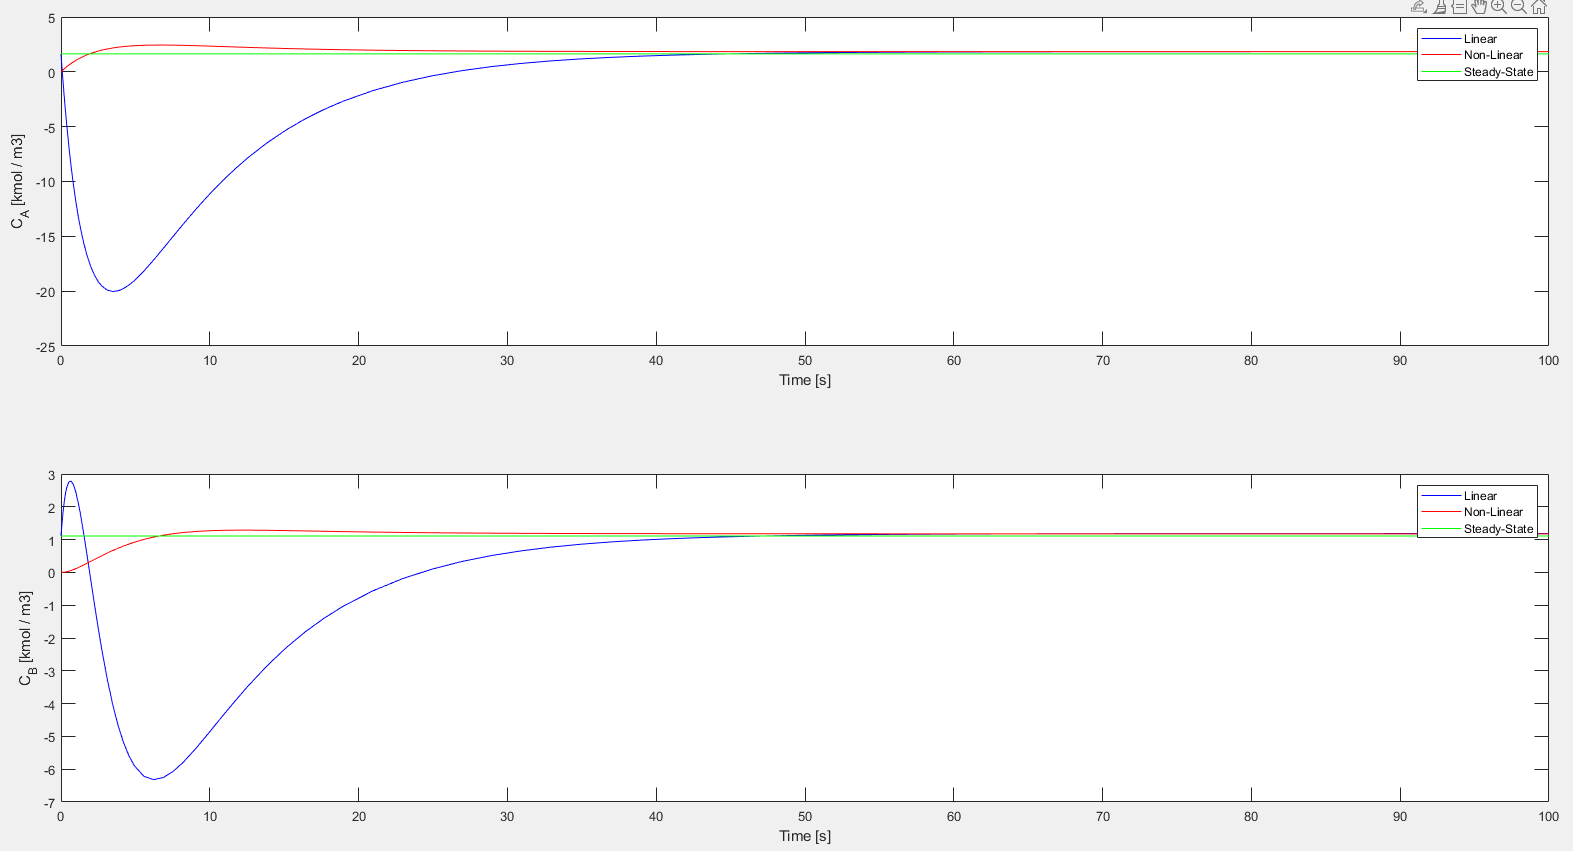 5
0
-5
-10
-15
-20
-25
C_A [kmol / m3]
Linear
Non-Linear
Steady-State
0 10 20 30 40 50 60 70 80 90 100
Time [s]
3
2
1
0
-1
-2
-3
-4
-5
-6
-7
C_B [kmol / m3]
Linear
Non-Linear
Steady-State
0 10 20 30 40 50 60 70 80 90 100
Time [s]